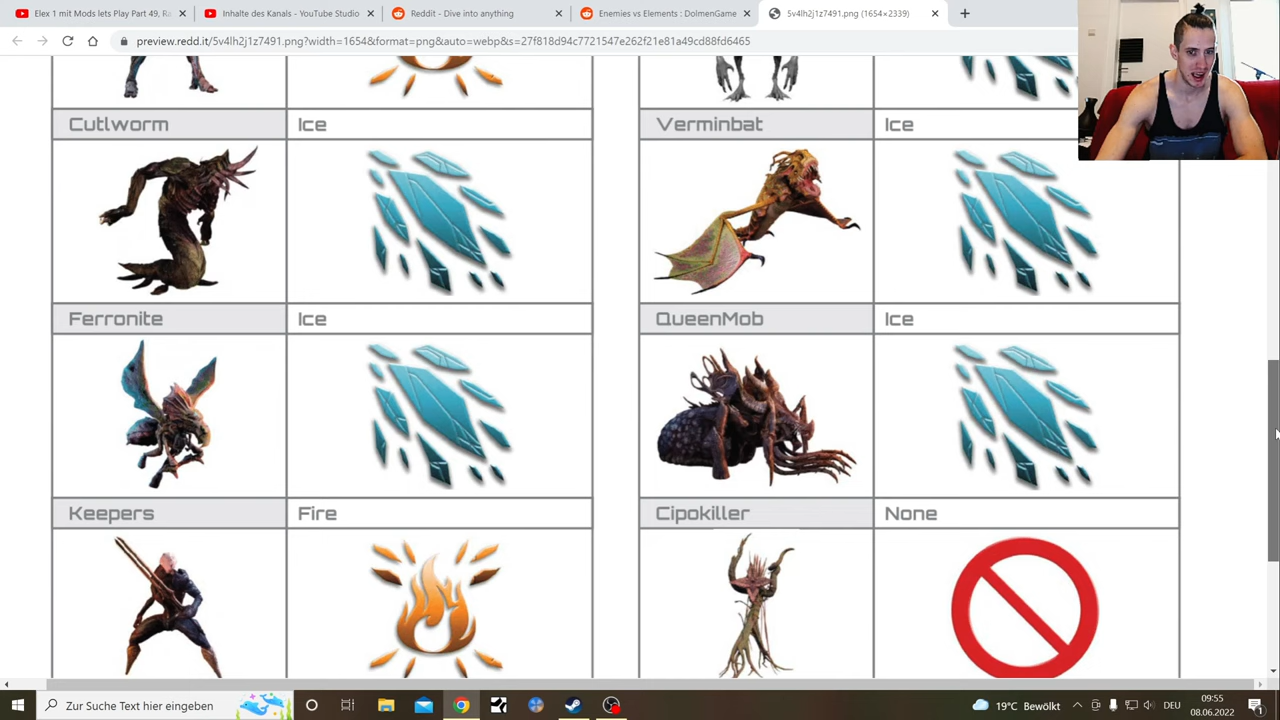 Elex 1 mit Mods lets Play Part 49, Ra
Inhalte des Kanals - YouTube Studio
Reddit - Dive into anything
Enemies vs Elements : DolmenGame
5v4lh2j1z7491.png (1654×2339)
preview.redd.it/5v4lh2j1z7491.png?width=1654&format=png&auto=webp&s=27f818d94c7721547e262f21e81a49cd88fd6465
Cutlworm Ice Verminbat Ice
Ferronite Ice QueenMob Ice
Keepers Fire Cipokiller None
Zur Suche Text hier eingeben
19°C Bewölkt
DEU
09:55
08.06.2022
1